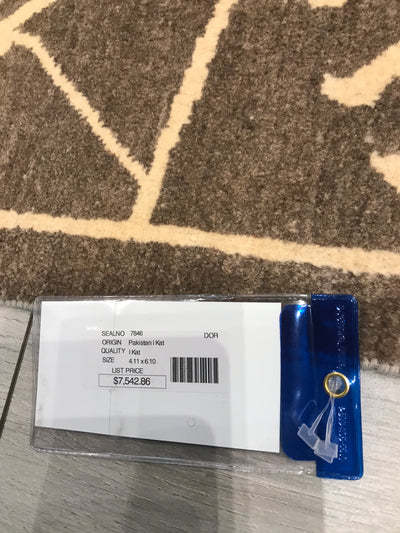 SEALNO 7846 DOR
ORIGIN Pakistan I Kat
QUALITY I Kat
SIZE 4.11 x 6.10
LIST PRICE
$7,542.86